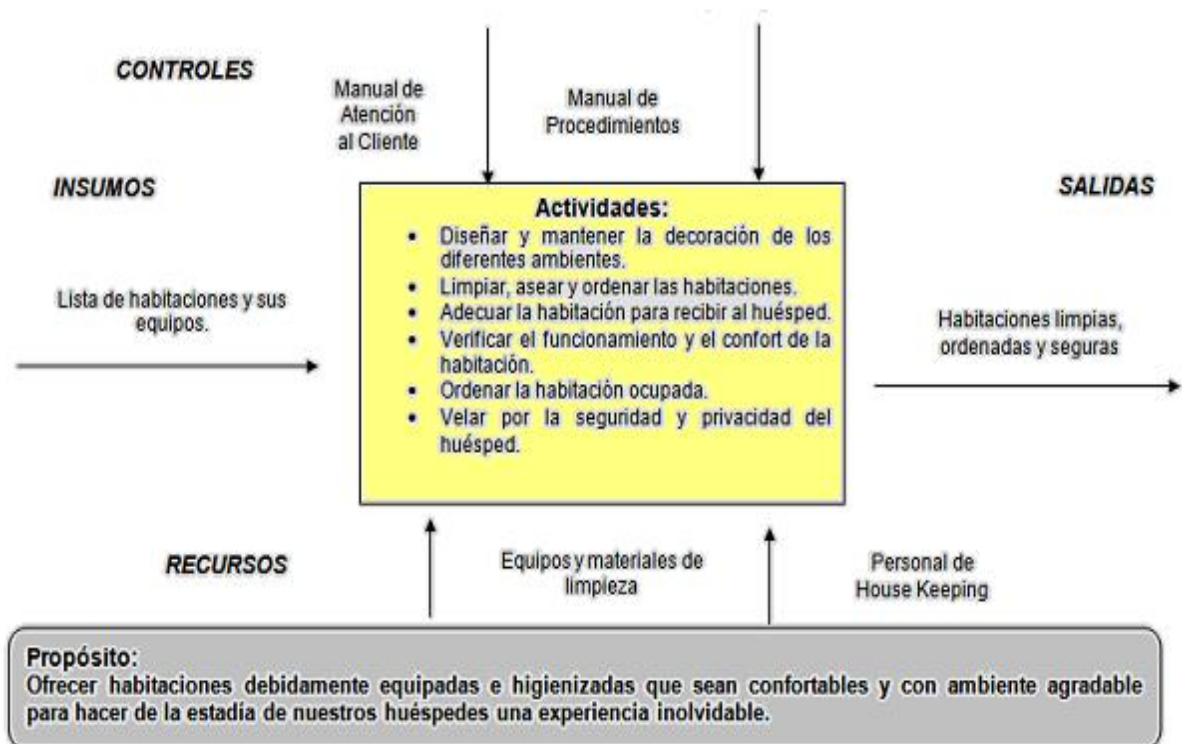 CONTROLES
Manual de
Atención
al Cliente
Manual de
Procedimientos
INSUMOS
SALIDAS
Lista de habitaciones y sus
equipos.
Actividades:
• Diseñar y mantener la decoración de los
diferentes ambientes.
• Limpiar, asear y ordenar las habitaciones.
• Adecuar la habitación para recibir al huésped.
• Verificar el funcionamiento y el confort de la
habitación.
• Ordenar la habitación ocupada.
• Velar por la seguridad y privacidad del
huésped.
Habitaciones limpias,
ordenadas y seguras
RECURSOS
Equipos y materiales de
limpieza
Personal de
House Keeping
Propósito:
Ofrecer habitaciones debidamente equipadas e higienizadas que sean confortables y con ambiente agradable
para hacer de la estadía de nuestros huéspedes una experiencia inolvidable.